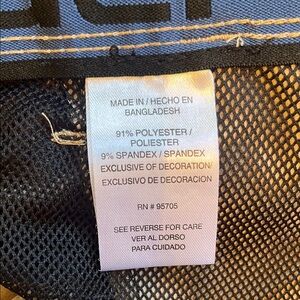 MADE IN / HECHO EN
BANGLADESH
91% POLYESTER /
POLIESTER
9% SPANDEX / SPANDEX
EXCLUSIVE OF DECORATION/
EXCLUSIVO DE DECORACION
RN # 95705
SEE REVERSE FOR CARE
VER AL DORSO
PARA CUIDADO